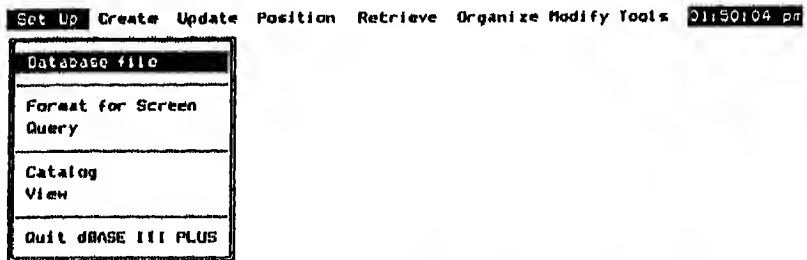 Set Up Create Update Position Retrieve Organize Modify Tools 01:50:04 pm
Database file
Format for Screen
Query
Catalog
View
Quit dBASE III PLUS